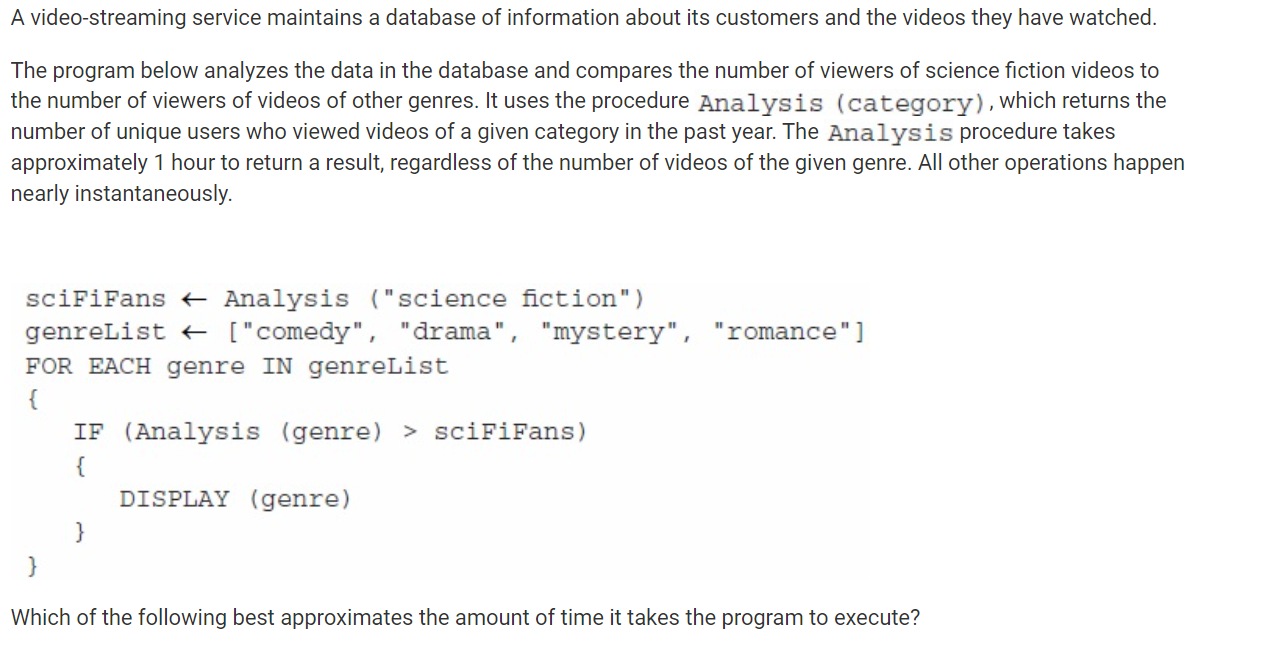 A video-streaming service maintains a database of information about its customers and the videos they have watched.
The program below analyzes the data in the database and compares the number of viewers of science fiction videos to
the number of viewers of videos of other genres. It uses the procedure Analysis (category), which returns the
number of unique users who viewed videos of a given category in the past year. The Analysis procedure takes
approximately 1 hour to return a result, regardless of the number of videos of the given genre. All other operations happen
nearly instantaneously.
sciFiFans ← Analysis ("science fiction")
genreList ← ["comedy", "drama", "mystery", "romance"]
FOR EACH genre IN genreList
{
IF (Analysis (genre) > sciFiFans)
{
DISPLAY (genre)
}
}
Which of the following best approximates the amount of time it takes the program to execute?